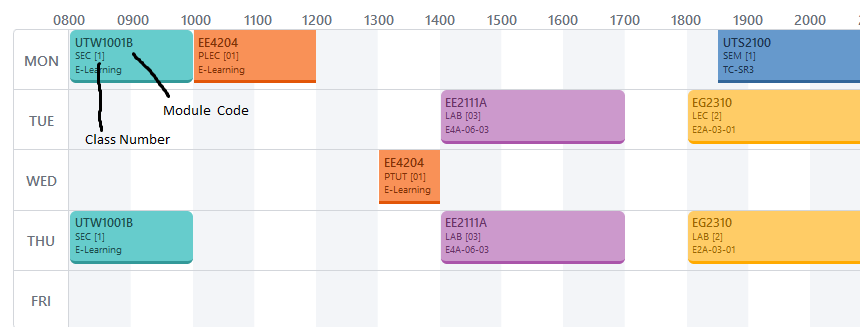 0800 0900 1000 1100 1200 1300 1400 1500 1600 1700 1800 1900 2000
MON
UTW1001B
SEC [1]
E-Learning
EE4204
PLEC [01]
E-Learning
UTS2100
SEM [1]
TC-SR3
Module Code
Class Number
TUE
EE2111A
LAB [03]
E4A-06-03
EG2310
LEC [2]
E2A-03-01
WED
EE4204
PTUT [01]
E-Learning
THU
UTW1001B
SEC [1]
E-Learning
EE2111A
LAB [03]
E4A-06-03
EG2310
LAB [2]
E2A-03-01
FRI